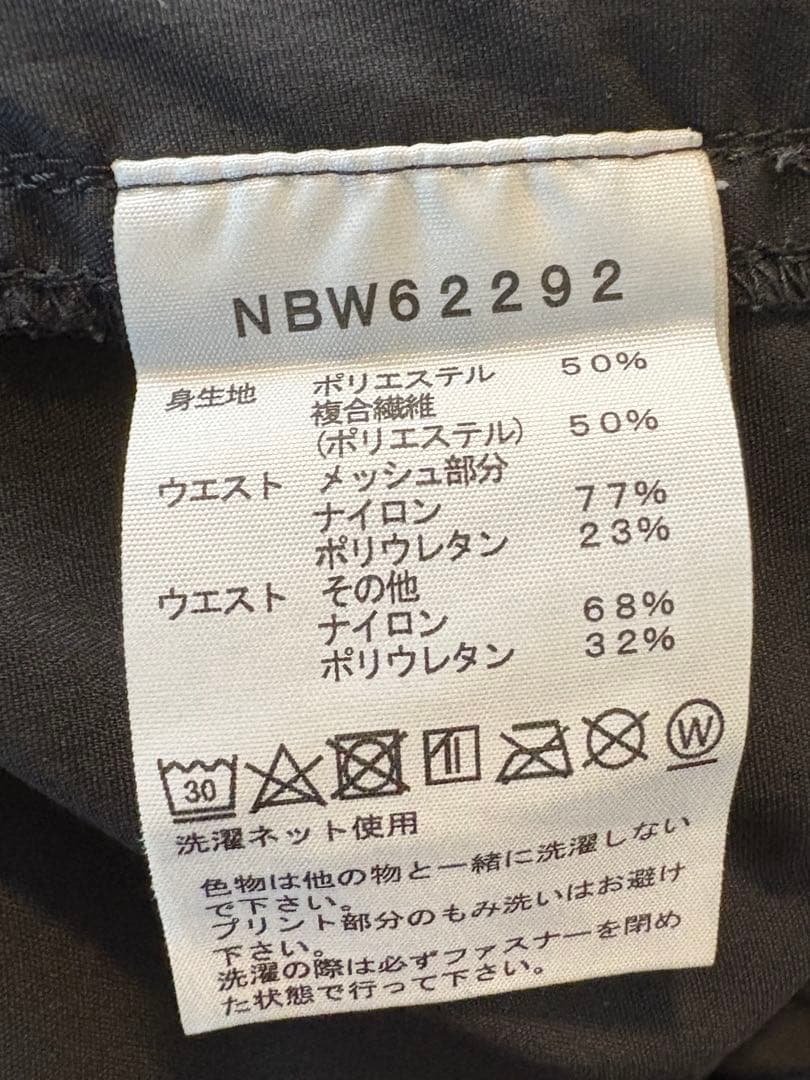 NBW62292
身生地 ポリエステル 50%
複合繊維
(ポリエステル) 50%
ウエスト メッシュ部分
ナイロン 77%
ポリウレタン 23%
ウエスト その他
ナイロン 68%
ポリウレタン 32%
30 W
洗濯ネット使用
色物は他の物と一緒に洗濯しない
で下さい。
プリント部分のもみ洗いはお避け
下さい。
洗濯の際は必ずファスナーを閉め
た状態で行って下さい。